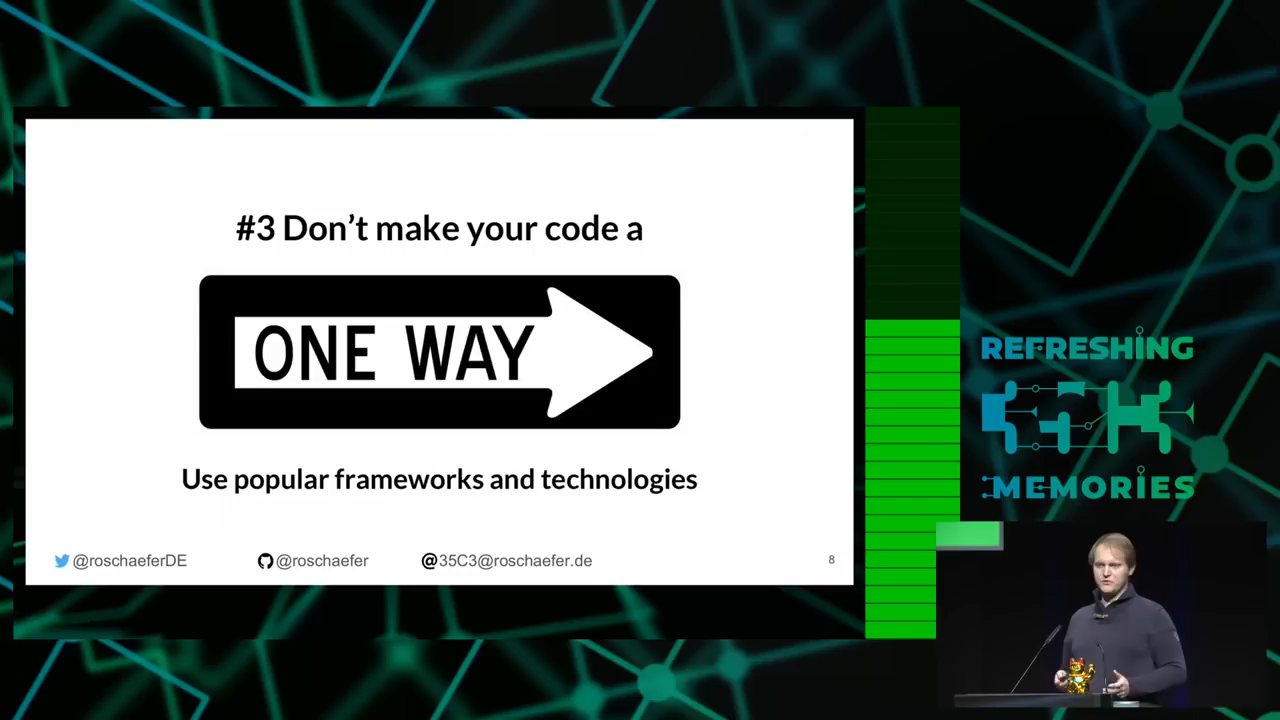 #3 Don’t make your code a
ONE WAY
Use popular frameworks and technologies
@roschaeferDE
@roschaefer
@35C3@roschaefer.de
8
REFRESHING
35C3
MEMORIES